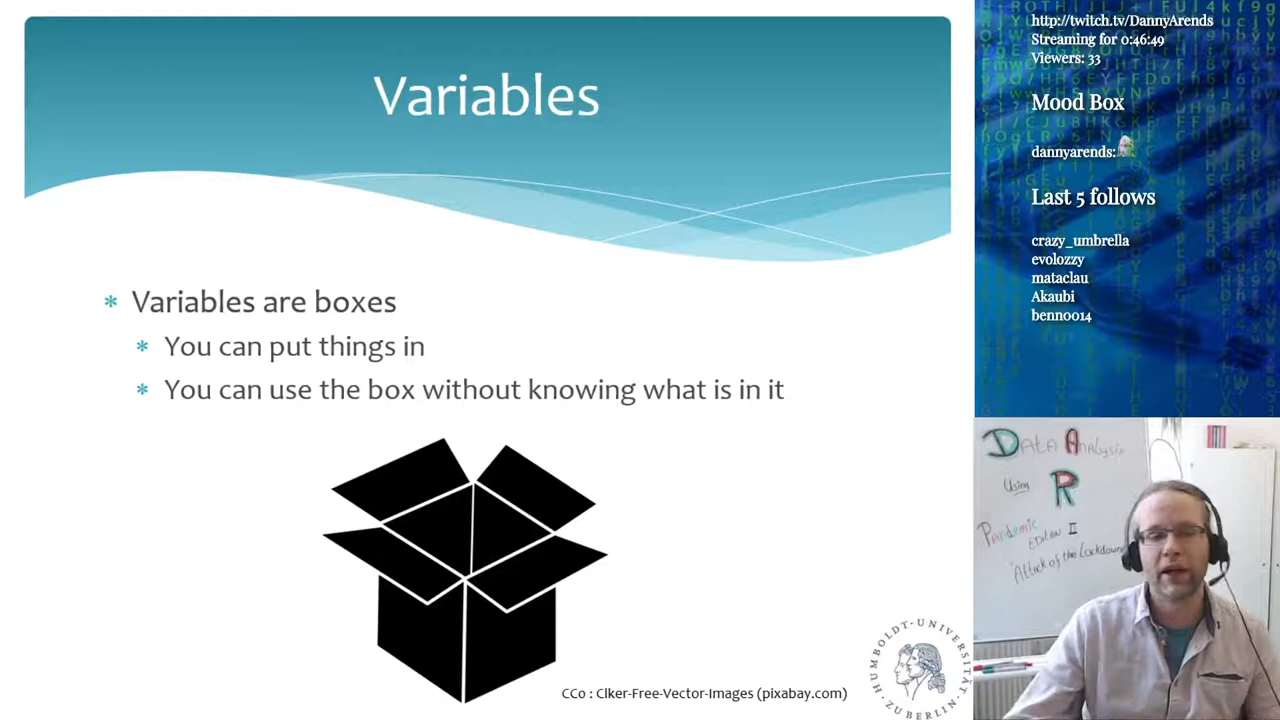 Variables
Variables are boxes
You can put things in
You can use the box without knowing what is in it
CC0 : Clker-Free-Vector-Images (pixabay.com)
HUMBOLDT-UNIVERSITÄT ZU BERLIN
http://twitch.tv/DannyArends
Streaming for 0:46:49
Viewers: 33
Mood Box
dannyarends:
Last 5 follows
crazy_umbrella
evolozzy
mataclau
Akaubi
benno014
Data Analysis
Using
R
Pandemic
Edition II
Attack of the Lockdown